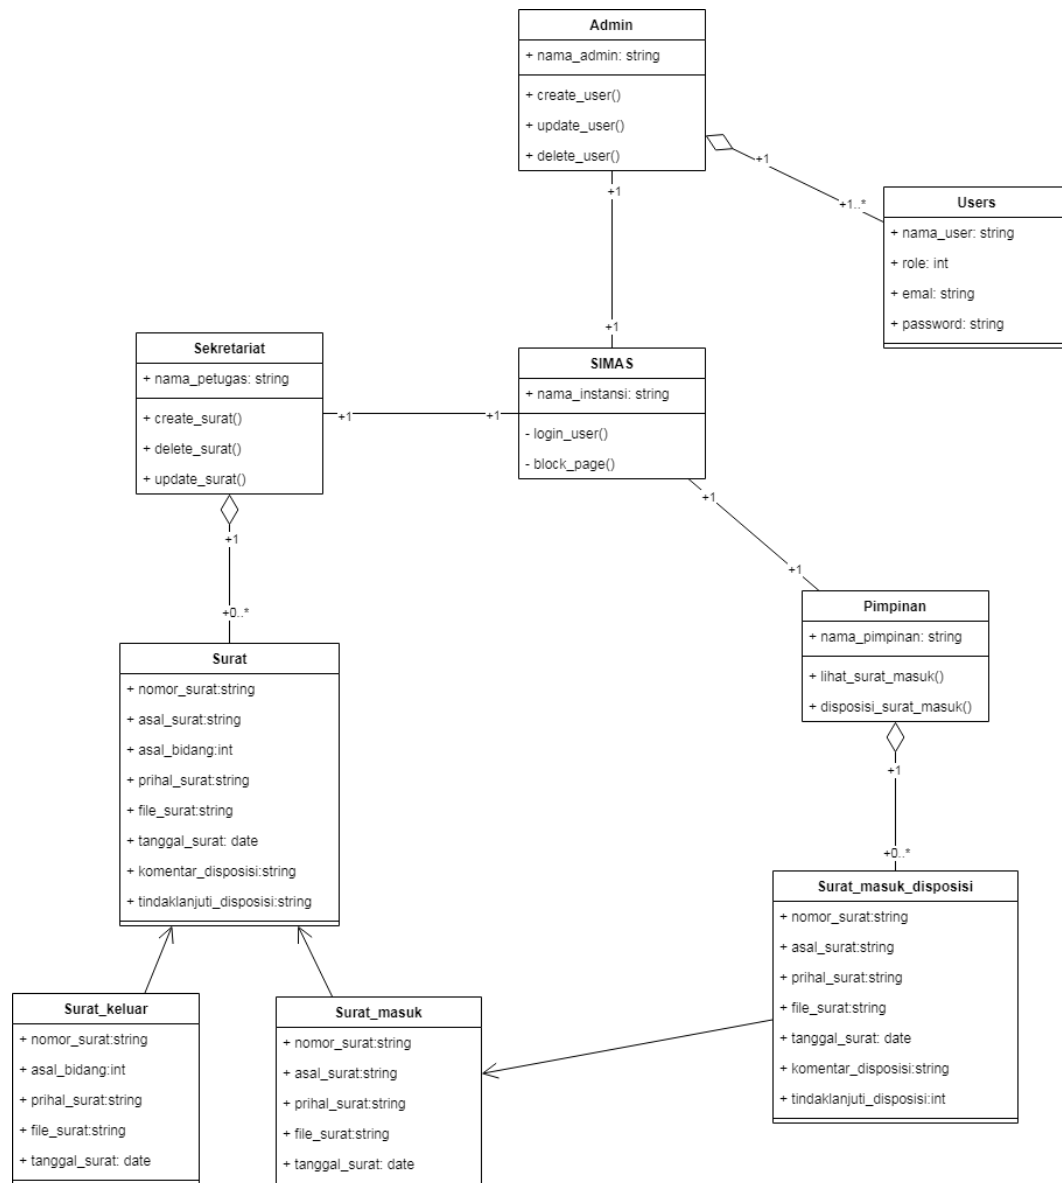 Admin
+ nama_admin: string
+ create_user()
+ update_user()
+ delete_user()
+1
+1..*
Users
+ nama_user: string
+ role: int
+ emal: string
+ password: string
+1
+1
Sekretariat
+ nama_petugas: string
+ create_surat()
+ delete_surat()
+ update_surat()
+1
+1
SIMAS
+ nama_instansi: string
- login_user()
- block_page()
+1
+1
Pimpinan
+ nama_pimpinan: string
+ lihat_surat_masuk()
+ disposisi_surat_masuk()
+1
+0..*
Surat
+ nomor_surat:string
+ asal_surat:string
+ asal_bidang:int
+ prihal_surat:string
+ file_surat:string
+ tanggal_surat: date
+ komentar_disposisi:string
+ tindaklanjuti_disposisi:string
+1
+0..*
Surat_masuk_disposisi
+ nomor_surat:string
+ asal_surat:string
+ prihal_surat:string
+ file_surat:string
+ tanggal_surat: date
+ komentar_disposisi:string
+ tindaklanjuti_disposisi:int
Surat_keluar
+ nomor_surat:string
+ asal_bidang:int
+ prihal_surat:string
+ file_surat:string
+ tanggal_surat: date
Surat_masuk
+ nomor_surat:string
+ asal_surat:string
+ prihal_surat:string
+ file_surat:string
+ tanggal_surat: date